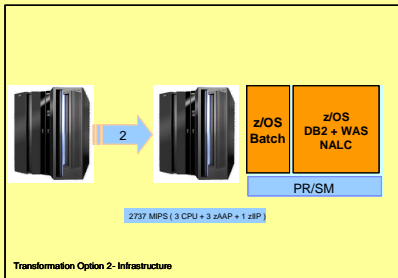 2
z/OS
Batch
z/OS
DB2 + WAS
NALC
PR/SM
2737 MIPS ( 3 CPU + 3 zAAP + 1 zIIP )
Transformation Option 2- Infrastructure